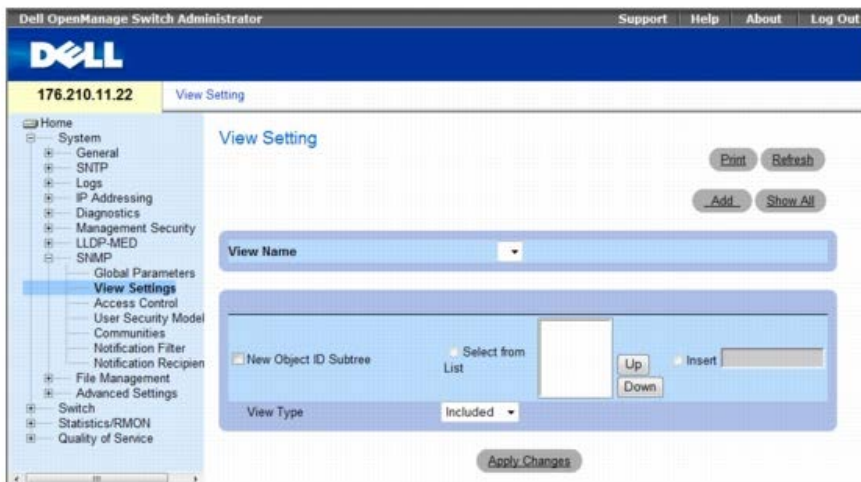 Dell OpenManage Switch Administrator
Support Help About Log Out
DELL
176.210.11.22
View Setting
Home
System
General
SNTP
Logs
IP Addressing
Diagnostics
Management Security
LLDP-MED
SNMP
Global Parameters
View Settings
Access Control
User Security Model
Communities
Notification Filter
Notification Recipien
File Management
Advanced Settings
Switch
Statistics/RMON
Quality of Service
View Setting
Print Refresh
Add Show All
View Name
New Object ID Subtree
Select from
List
Up
Down
Insert
View Type
Included
Apply Changes